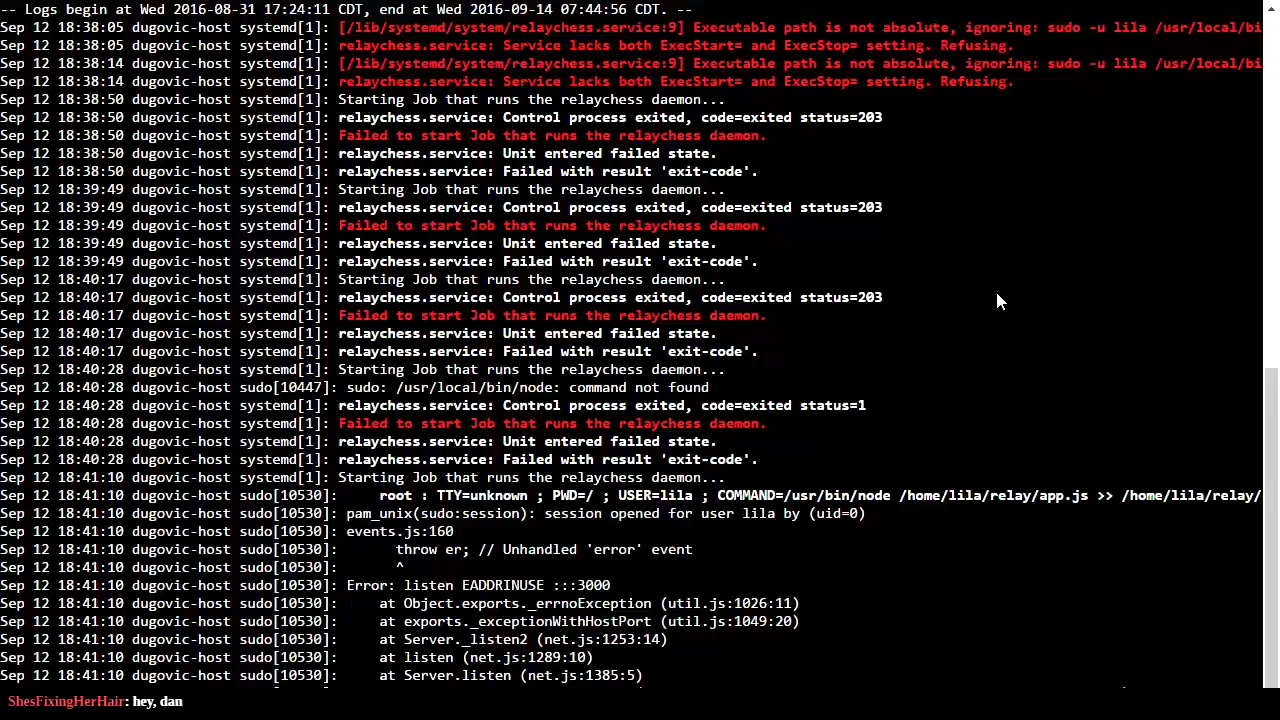 -- Logs begin at Wed 2016-08-31 17:24:11 CDT, end at Wed 2016-09-14 07:44:56 CDT. --
Sep 12 18:38:05 dugovic-host systemd[1]: [/lib/systemd/system/relaychess.service:9] Executable path is not absolute, ignoring: sudo -u lila /usr/local/bi
Sep 12 18:38:05 dugovic-host systemd[1]: relaychess.service: Service lacks both ExecStart= and ExecStop= setting. Refusing.
Sep 12 18:38:14 dugovic-host systemd[1]: [/lib/systemd/system/relaychess.service:9] Executable path is not absolute, ignoring: sudo -u lila /usr/local/bi
Sep 12 18:38:14 dugovic-host systemd[1]: relaychess.service: Service lacks both ExecStart= and ExecStop= setting. Refusing.
Sep 12 18:38:50 dugovic-host systemd[1]: Starting Job that runs the relaychess daemon...
Sep 12 18:38:50 dugovic-host systemd[1]: relaychess.service: Control process exited, code=exited status=203
Sep 12 18:38:50 dugovic-host systemd[1]: Failed to start Job that runs the relaychess daemon.
Sep 12 18:38:50 dugovic-host systemd[1]: relaychess.service: Unit entered failed state.
Sep 12 18:38:50 dugovic-host systemd[1]: relaychess.service: Failed with result 'exit-code'.
Sep 12 18:39:49 dugovic-host systemd[1]: Starting Job that runs the relaychess daemon...
Sep 12 18:39:49 dugovic-host systemd[1]: relaychess.service: Control process exited, code=exited status=203
Sep 12 18:39:49 dugovic-host systemd[1]: Failed to start Job that runs the relaychess daemon.
Sep 12 18:39:49 dugovic-host systemd[1]: relaychess.service: Unit entered failed state.
Sep 12 18:39:49 dugovic-host systemd[1]: relaychess.service: Failed with result 'exit-code'.
Sep 12 18:40:17 dugovic-host systemd[1]: Starting Job that runs the relaychess daemon...
Sep 12 18:40:17 dugovic-host systemd[1]: relaychess.service: Control process exited, code=exited status=203
Sep 12 18:40:17 dugovic-host systemd[1]: Failed to start Job that runs the relaychess daemon.
Sep 12 18:40:17 dugovic-host systemd[1]: relaychess.service: Unit entered failed state.
Sep 12 18:40:17 dugovic-host systemd[1]: relaychess.service: Failed with result 'exit-code'.
Sep 12 18:40:28 dugovic-host systemd[1]: Starting Job that runs the relaychess daemon...
Sep 12 18:40:28 dugovic-host sudo[10447]: sudo: /usr/local/bin/node: command not found
Sep 12 18:40:28 dugovic-host systemd[1]: relaychess.service: Control process exited, code=exited status=1
Sep 12 18:40:28 dugovic-host systemd[1]: Failed to start Job that runs the relaychess daemon.
Sep 12 18:40:28 dugovic-host systemd[1]: relaychess.service: Unit entered failed state.
Sep 12 18:40:28 dugovic-host systemd[1]: relaychess.service: Failed with result 'exit-code'.
Sep 12 18:41:10 dugovic-host systemd[1]: Starting Job that runs the relaychess daemon...
Sep 12 18:41:10 dugovic-host sudo[10530]:     root : TTY=unknown ; PWD=/ ; USER=lila ; COMMAND=/usr/bin/node /home/lila/relay/app.js >> /home/lila/relay/
Sep 12 18:41:10 dugovic-host sudo[10530]: pam_unix(sudo:session): session opened for user lila by (uid=0)
Sep 12 18:41:10 dugovic-host sudo[10530]: events.js:160
Sep 12 18:41:10 dugovic-host sudo[10530]:       throw er; // Unhandled 'error' event
Sep 12 18:41:10 dugovic-host sudo[10530]:       ^
Sep 12 18:41:10 dugovic-host sudo[10530]: Error: listen EADDRINUSE :::3000
Sep 12 18:41:10 dugovic-host sudo[10530]:     at Object.exports._errnoException (util.js:1026:11)
Sep 12 18:41:10 dugovic-host sudo[10530]:     at exports._exceptionWithHostPort (util.js:1049:20)
Sep 12 18:41:10 dugovic-host sudo[10530]:     at Server._listen2 (net.js:1253:14)
Sep 12 18:41:10 dugovic-host sudo[10530]:     at listen (net.js:1289:10)
Sep 12 18:41:10 dugovic-host sudo[10530]:     at Server.listen (net.js:1385:5)
ShesFixingHerHair: hey, dan